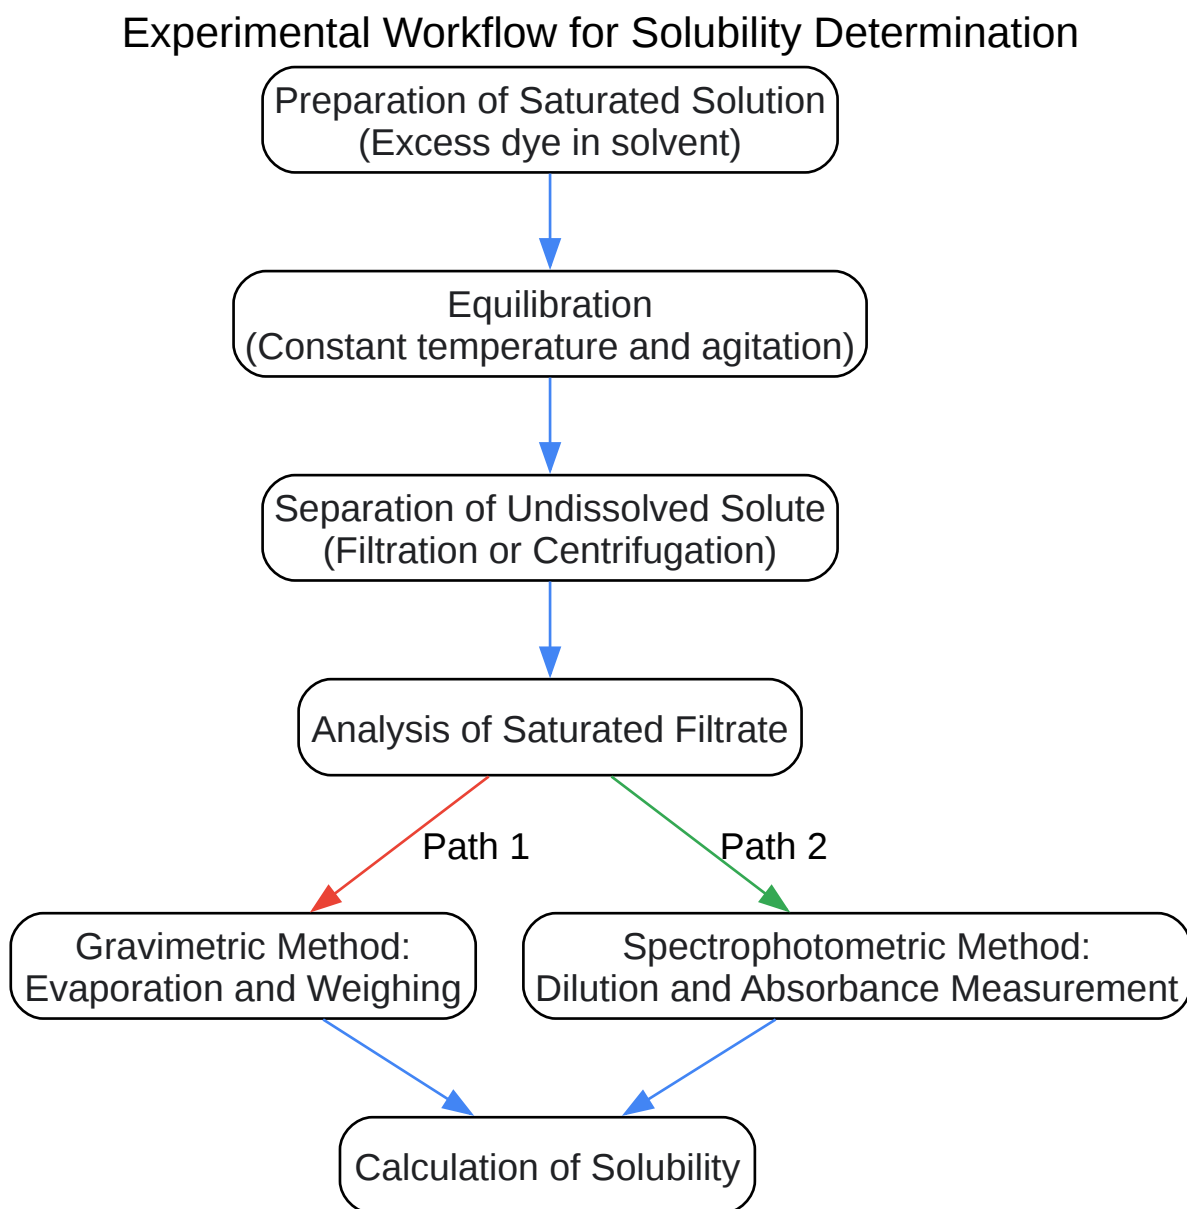 Experimental Workflow for Solubility Determination
Preparation of Saturated Solution
(Excess dye in solvent)
Equilibration
(Constant temperature and agitation)
Separation of Undissolved Solute
(Filtration or Centrifugation)
Analysis of Saturated Filtrate
Path 1
Path 2
Gravimetric Method:
Evaporation and Weighing
Spectrophotometric Method:
Dilution and Absorbance Measurement
Calculation of Solubility